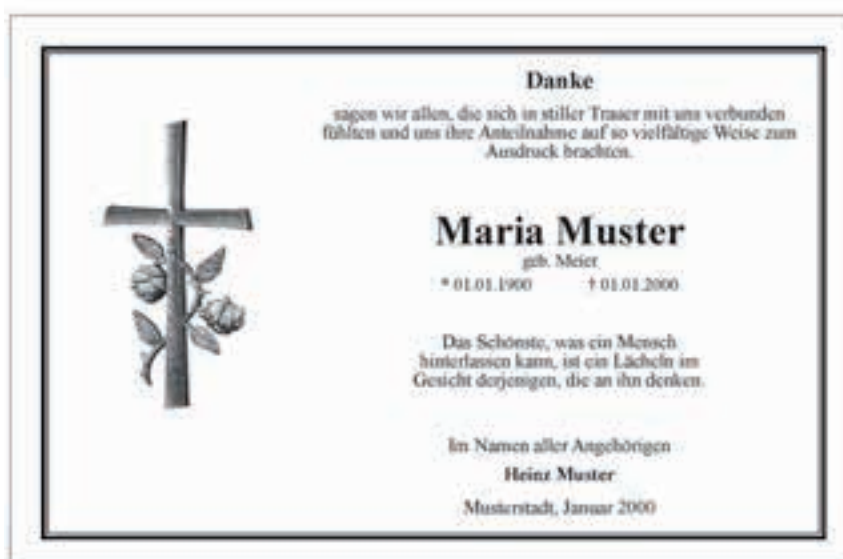 Danke
sagen wir allen, die sich in stiller Trauer mit uns verbunden
fühlten und uns ihre Anteilnahme auf so vielfältige Weise zum
Ausdruck brachten.
Maria Muster
geb. Meier
* 01.01.1900 † 01.01.2000
Das Schönste, was ein Mensch
hinterlassen kann, ist ein Lächeln im
Gesicht derjenigen, die an ihn denken.
Im Namen aller Angehörigen
Heinz Muster
Musterstadt, Januar 2000